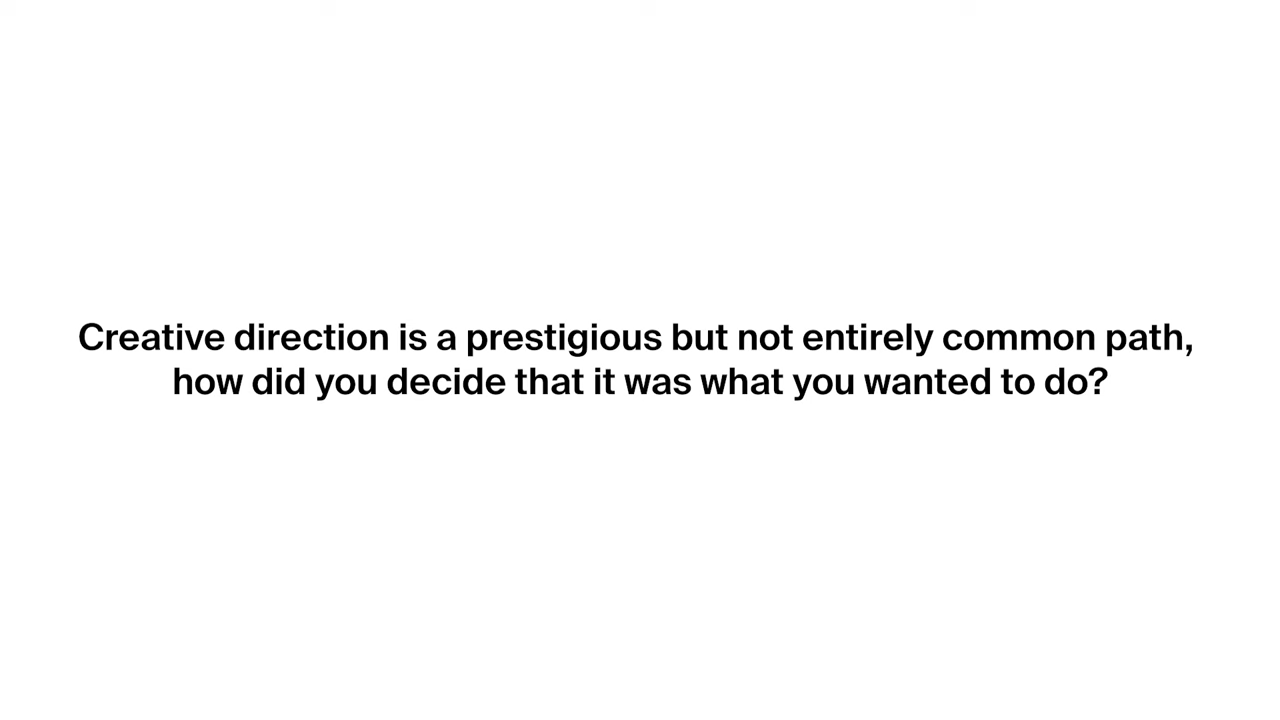 Creative direction is a prestigious but not entirely common path,
how did you decide that it was what you wanted to do?